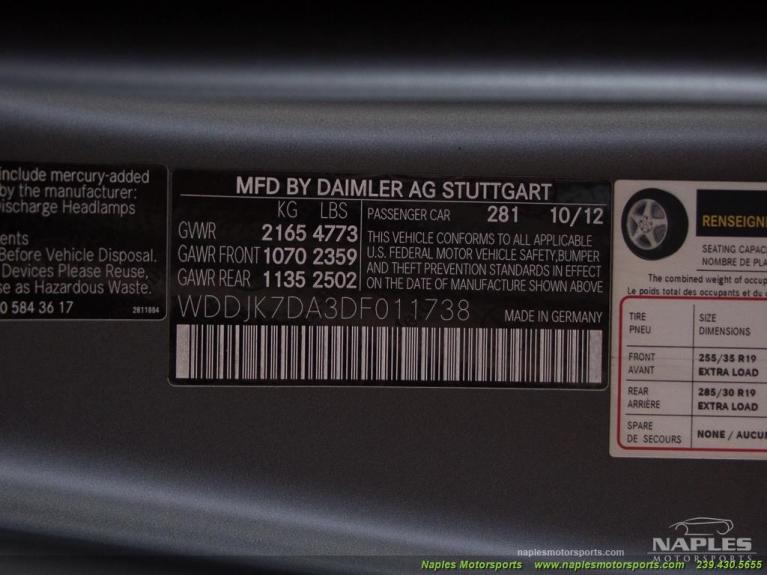 include mercury-added
by the manufacturer:
Discharge Headlamps
Before Vehicle Disposal.
Devices Please Reuse,
as Hazardous Waste.
0 584 36 17
2811664
MFD BY DAIMLER AG STUTTGART
KG LBS
GVWR 2165 4773
GAWR FRONT 1070 2359
GAWR REAR 1135 2502
PASSENGER CAR 281 10/12
THIS VEHICLE CONFORMS TO ALL APPLICABLE
U.S. FEDERAL MOTOR VEHICLE SAFETY,BUMPER
AND THEFT PREVENTION STANDARDS IN EFFECT
ON THE DATE OF MANUFACTURE SHOWN ABOVE
WDDJK7DA3DF011738 MADE IN GERMANY
RENSEIGNE
SEATING CAPAC
NOMBRE DE PLA
The combined weight of occup
Le poids total des occupants et du c
TIRE SIZE
PNEU DIMENSIONS
FRONT 255/35 R19
AVANT EXTRA LOAD
REAR 285/30 R19
ARRIÈRE EXTRA LOAD
SPARE
DE SECOURS NONE / AUCU
NAPLES
MOTORSPORTS
naplesmotorsports.com
Naples Motorsports www.naplesmotorsports.com 239.430.5655